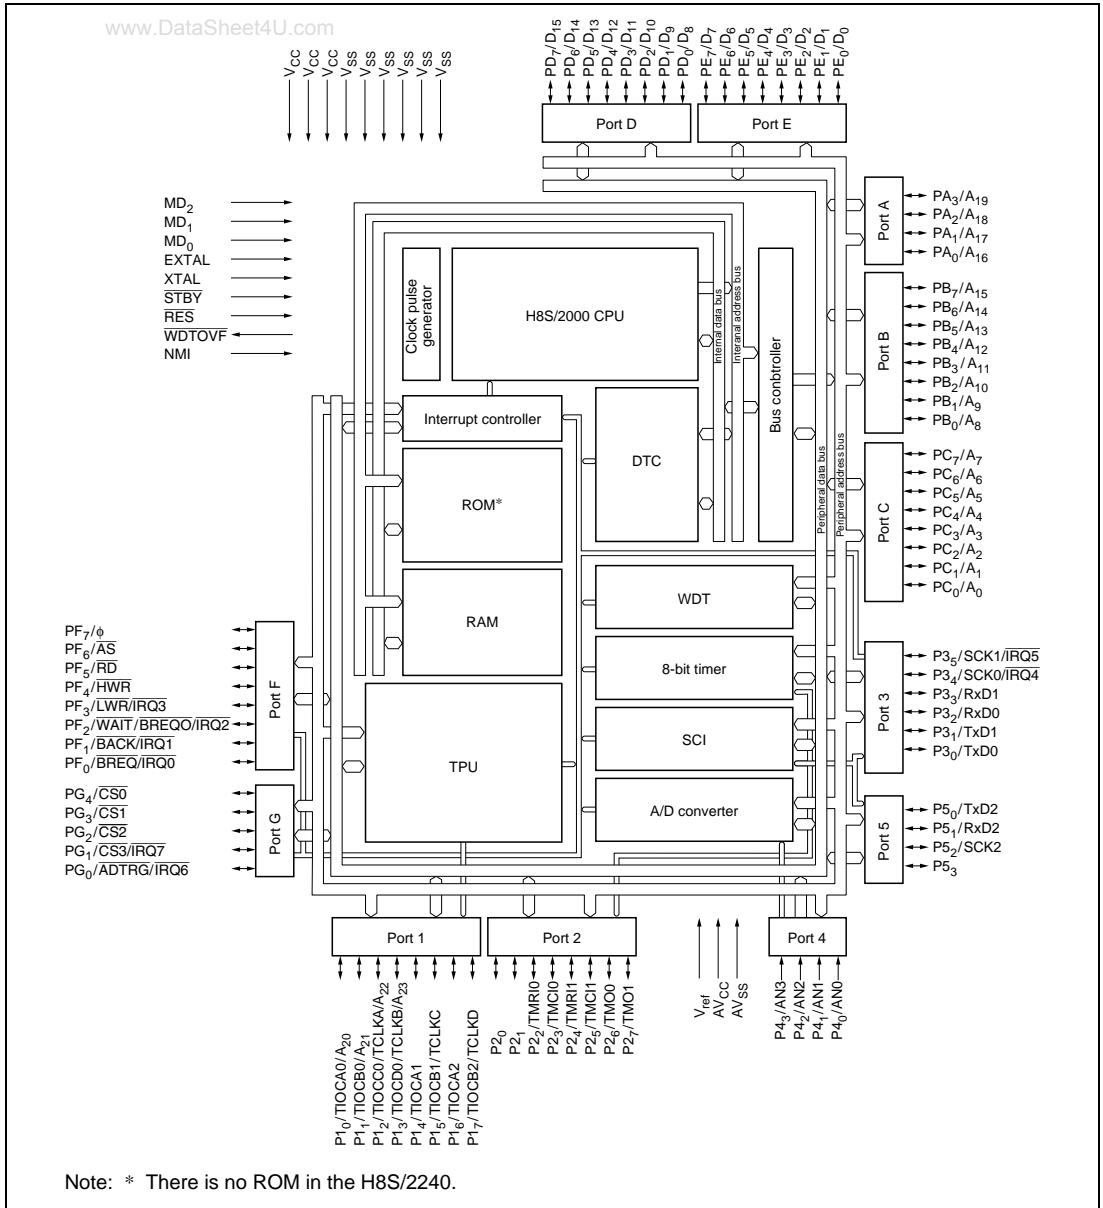 www.DataSheet4U.com
VCC
VCC
VCC
VSS
VSS
VSS
VSS
VSS
VSS
PD7/D15
PD6/D14
PD5/D13
PD4/D12
PD3/D11
PD2/D10
PD1/D9
PD0/D8
PE7/D7
PE6/D6
PE5/D5
PE4/D4
PE3/D3
PE2/D2
PE1/D1
PE0/D0
Port D
Port E
MD2
MD1
MD0
EXTAL
XTAL
STBY
RES
WDTOVF
NMI
Clock pulse
generator
H8S/2000 CPU
Internal data bus
Interanal address bus
Bus conbtroller
Interrupt controller
DTC
ROM*
RAM
TPU
WDT
8-bit timer
SCI
A/D converter
Peripheral data bus
Peripheral address bus
Port A
PA3/A19
PA2/A18
PA1/A17
PA0/A16
Port B
PB7/A15
PB6/A14
PB5/A13
PB4/A12
PB3/A11
PB2/A10
PB1/A9
PB0/A8
Port C
PC7/A7
PC6/A6
PC5/A5
PC4/A4
PC3/A3
PC2/A2
PC1/A1
PC0/A0
PF7/φ
PF6/AS
PF5/RD
PF4/HWR
PF3/LWR/IRQ3
PF2/WAIT/BREQO/IRQ2
PF1/BACK/IRQ1
PF0/BREQ/IRQ0
Port F
PG4/CS0
PG3/CS1
PG2/CS2
PG1/CS3/IRQ7
PG0/ADTRG/IRQ6
Port G
Port 3
P35/SCK1/IRQ5
P34/SCK0/IRQ4
P33/RxD1
P32/RxD0
P31/TxD1
P30/TxD0
Port 5
P50/TxD2
P51/RxD2
P52/SCK2
P53
Port 1
Port 2
Port 4
P10/TIOCA0/A20
P11/TIOCB0/A21
P12/TIOCC0/TCLKA/A22
P13/TIOCD0/TCLKB/A23
P14/TIOCA1
P15/TIOCB1/TCLKC
P16/TIOCA2
P17/TIOCB2/TCLKD
P20
P21
P22/TMRI0
P23/TMCI0
P24/TMRI1
P25/TMCI1
P26/TMO0
P27/TMO1
Vref
AVCC
AVSS
P43/AN3
P42/AN2
P41/AN1
P40/AN0
Note: * There is no ROM in the H8S/2240.